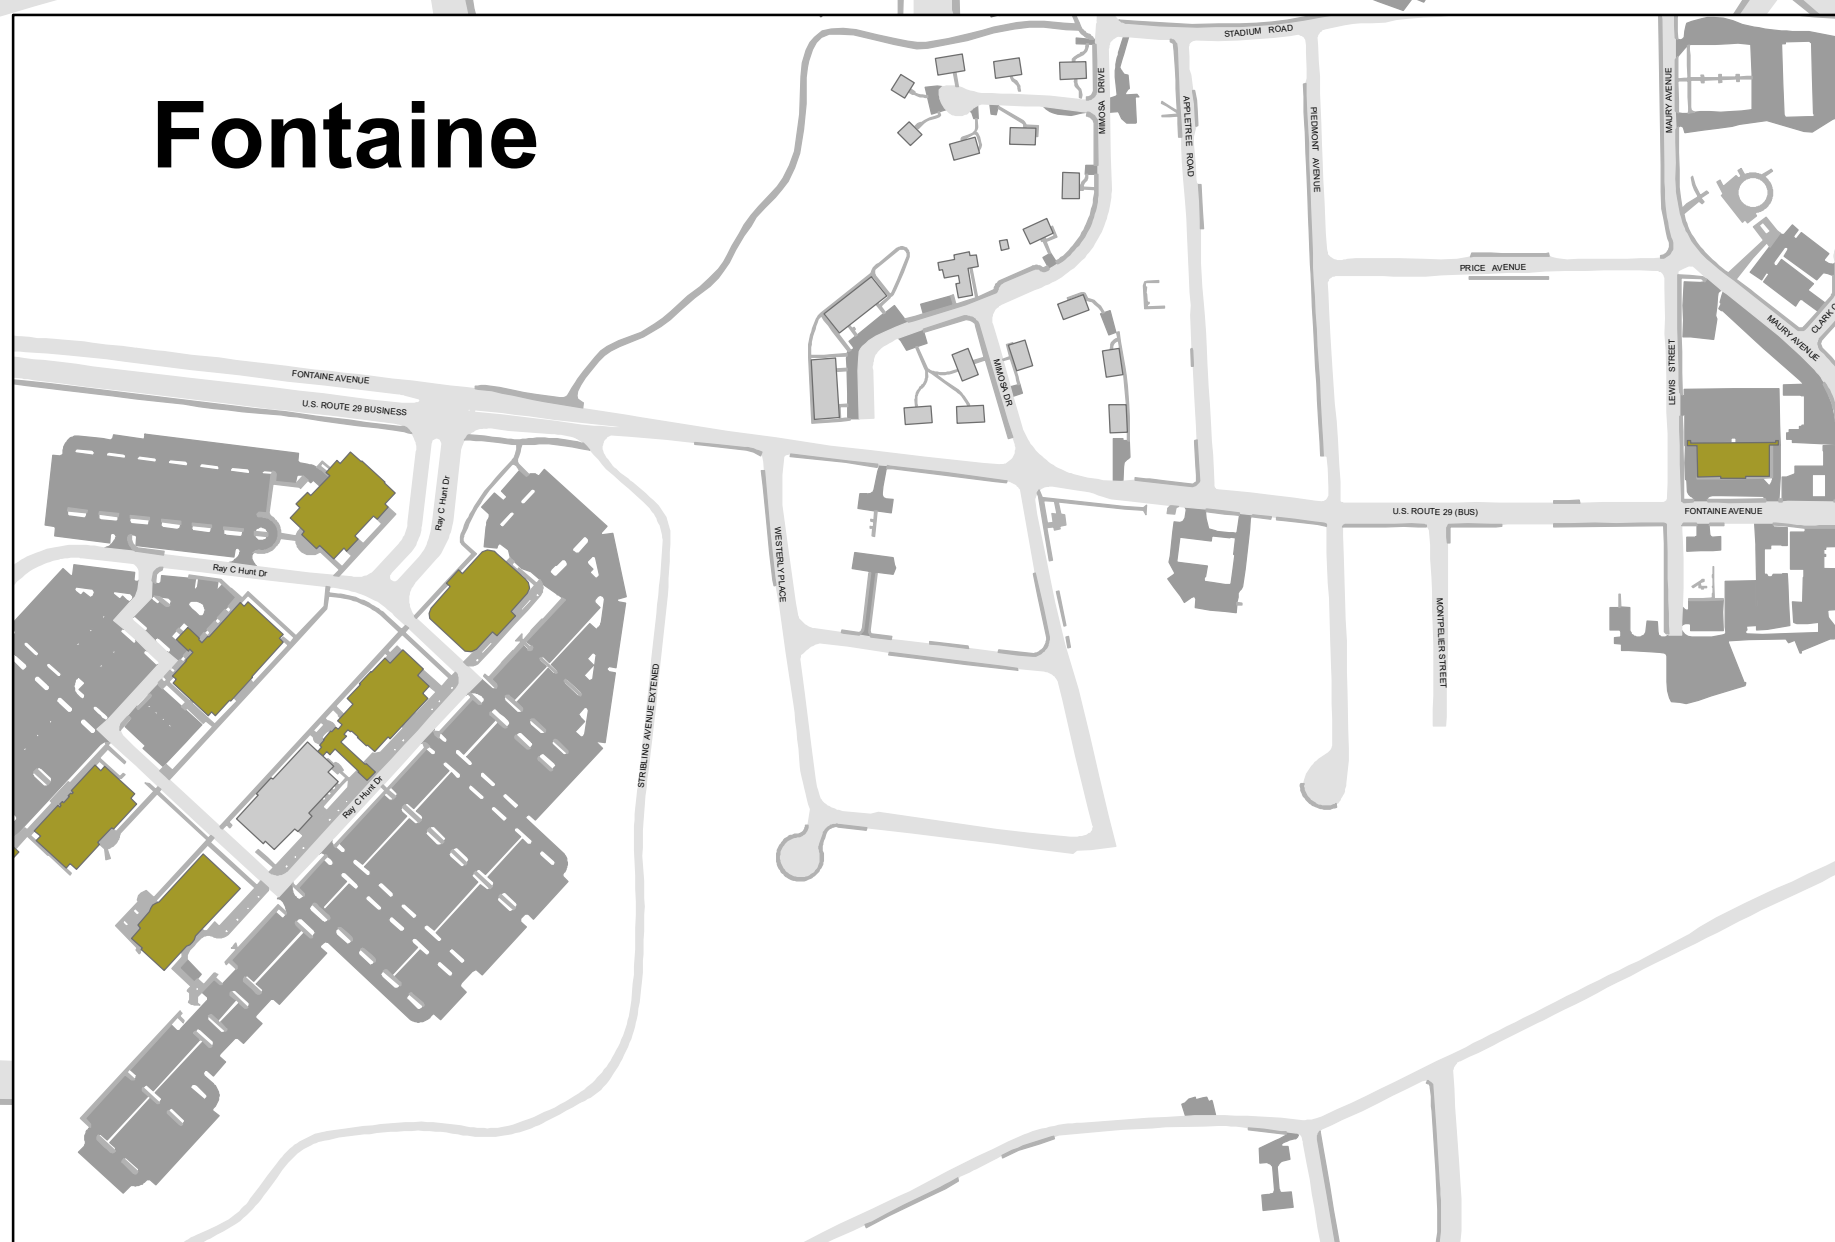 STADIUM ROAD
Fontaine
MIMOSA DRIVE
APPLETREE ROAD
PIEDMONT AVENUE
MAURY AVENUE
PRICE AVENUE
MAURY AVENUE
CLARK
LEWIS STREET
FONTAINE AVENUE
U.S. ROUTE 29 BUSINESS
MIMOSA DR
Ray C Hunt Dr
U.S. ROUTE 29 (BUS)
FONTAINE AVENUE
WESTERLY PLACE
Ray C Hunt Dr
MONTPELIER STREET
STRIBLING AVENUE EXTENED
Ray C Hunt Dr